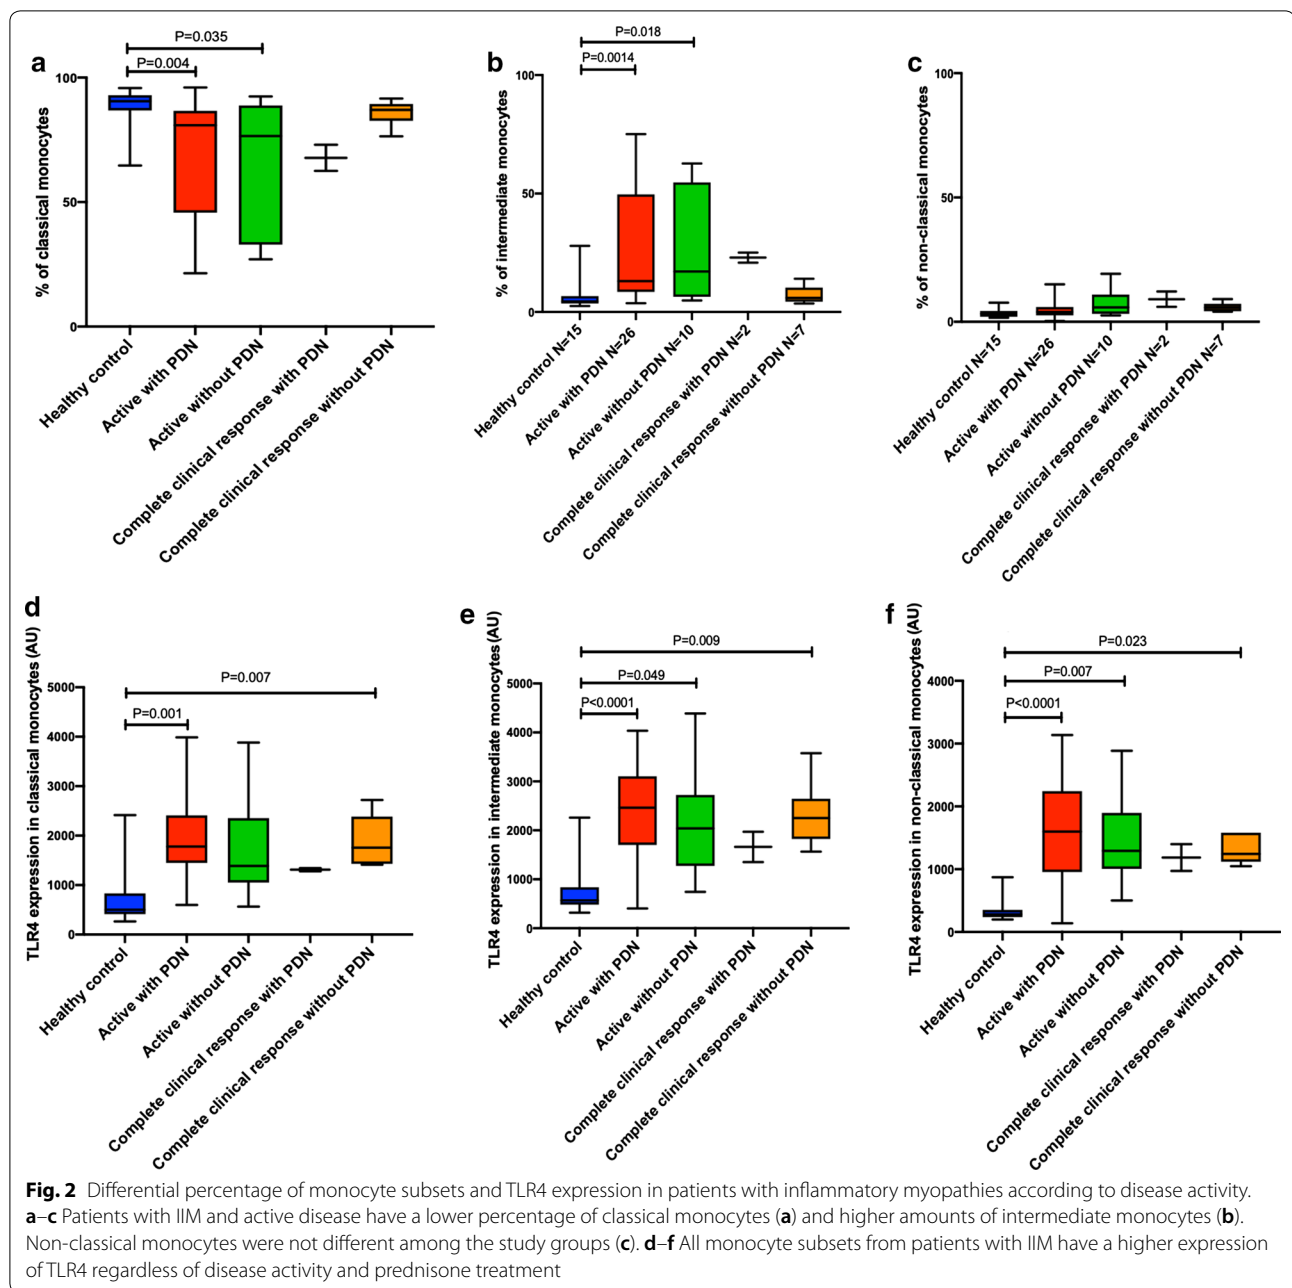 a
P=0.035
P=0.004
% of classical monocytes
100
50
0
Healthy control
Active with PDN
Active without PDN
Complete clinical response with PDN
Complete clinical response without PDN
b
P=0.018
P=0.0014
% of intermediate monocytes
100
50
0
Healthy control N=15
Active with PDN N=26
Active without PDN N=10
Complete clinical response with PDN N=2
Complete clinical response without PDN N=7
c
% of non-classical monocytes
100
50
0
Healthy control N=15
Active with PDN N=26
Active without PDN N=10
Complete clinical response with PDN N=2
Complete clinical response without PDN N=7
d
P=0.007
P=0.001
TLR4 expression in classical monocytes (AU)
5000
4000
3000
2000
1000
0
Healthy control
Active with PDN
Active without PDN
Complete clinical response with PDN
Complete clinical response without PDN
e
P=0.009
P=0.049
P<0.0001
TLR4 expression in intermediate monocytes (AU)
5000
4000
3000
2000
1000
0
Healthy control
Active with PDN
Active without PDN
Complete clinical response with PDN
Complete clinical response without PDN
f
P=0.023
P=0.007
P<0.0001
TLR4 expression in non-classical monocytes (AU)
4000
3000
2000
1000
0
Healthy control
Active with PDN
Active without PDN
Complete clinical response with PDN
Complete clinical response without PDN
Fig. 2 Differential percentage of monocyte subsets and TLR4 expression in patients with inflammatory myopathies according to disease activity.
a–c Patients with IIM and active disease have a lower percentage of classical monocytes (a) and higher amounts of intermediate monocytes (b).
Non-classical monocytes were not different among the study groups (c). d–f All monocyte subsets from patients with IIM have a higher expression
of TLR4 regardless of disease activity and prednisone treatment